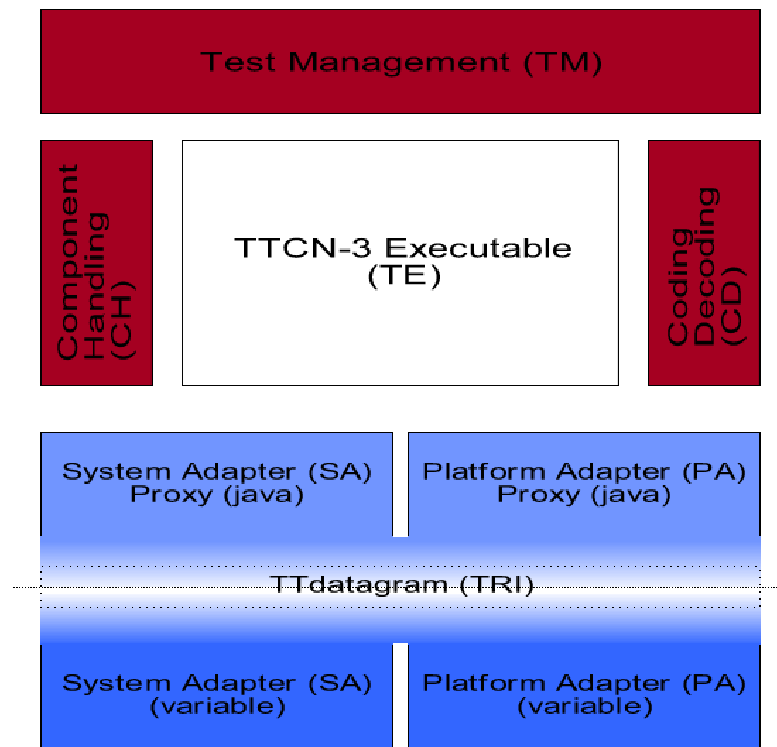 Test Management (TM)
Component
Handling
(CH)
TTCN-3 Executable
(TE)
Coding
Decoding
(CD)
System Adapter (SA)
Proxy (java)
Platform Adapter (PA)
Proxy (java)
TTdatagram (TRI)
System Adapter (SA)
(variable)
Platform Adapter (PA)
(variable)